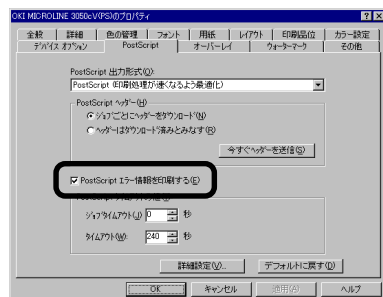 OKI MICROLINE 3050cV(PS)のプロパティ
全般 詳細 色の管理 フォント 用紙 レイアウト 印刷品位 カラー設定
デバイス オプション PostScript オーバーレイ ウォーターマーク その他
PostScript 出力形式(O)
PostScript (印刷処理が速くなるよう最適化)
PostScript ヘッダー(H)
ジョブごとにヘッダーをダウンロード(N)
ヘッダーはダウンロード済みとみなす(R)
今すぐヘッダーを送信(S)
PostScript エラー情報を印刷する(E)
ジョブタイムアウト(J) 0 秒
タイムアウト(W): 240 秒
詳細設定(V)... デフォルトに戻す(D)
OK キャンセル 適用(A) ヘルプ